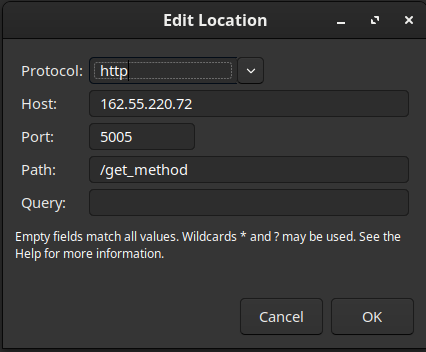 Edit Location
Protocol: http
Host: 162.55.220.72
Port: 5005
Path: /get_method
Query:
Empty fields match all values. Wildcards * and ? may be used. See the
Help for more information.
Cancel OK